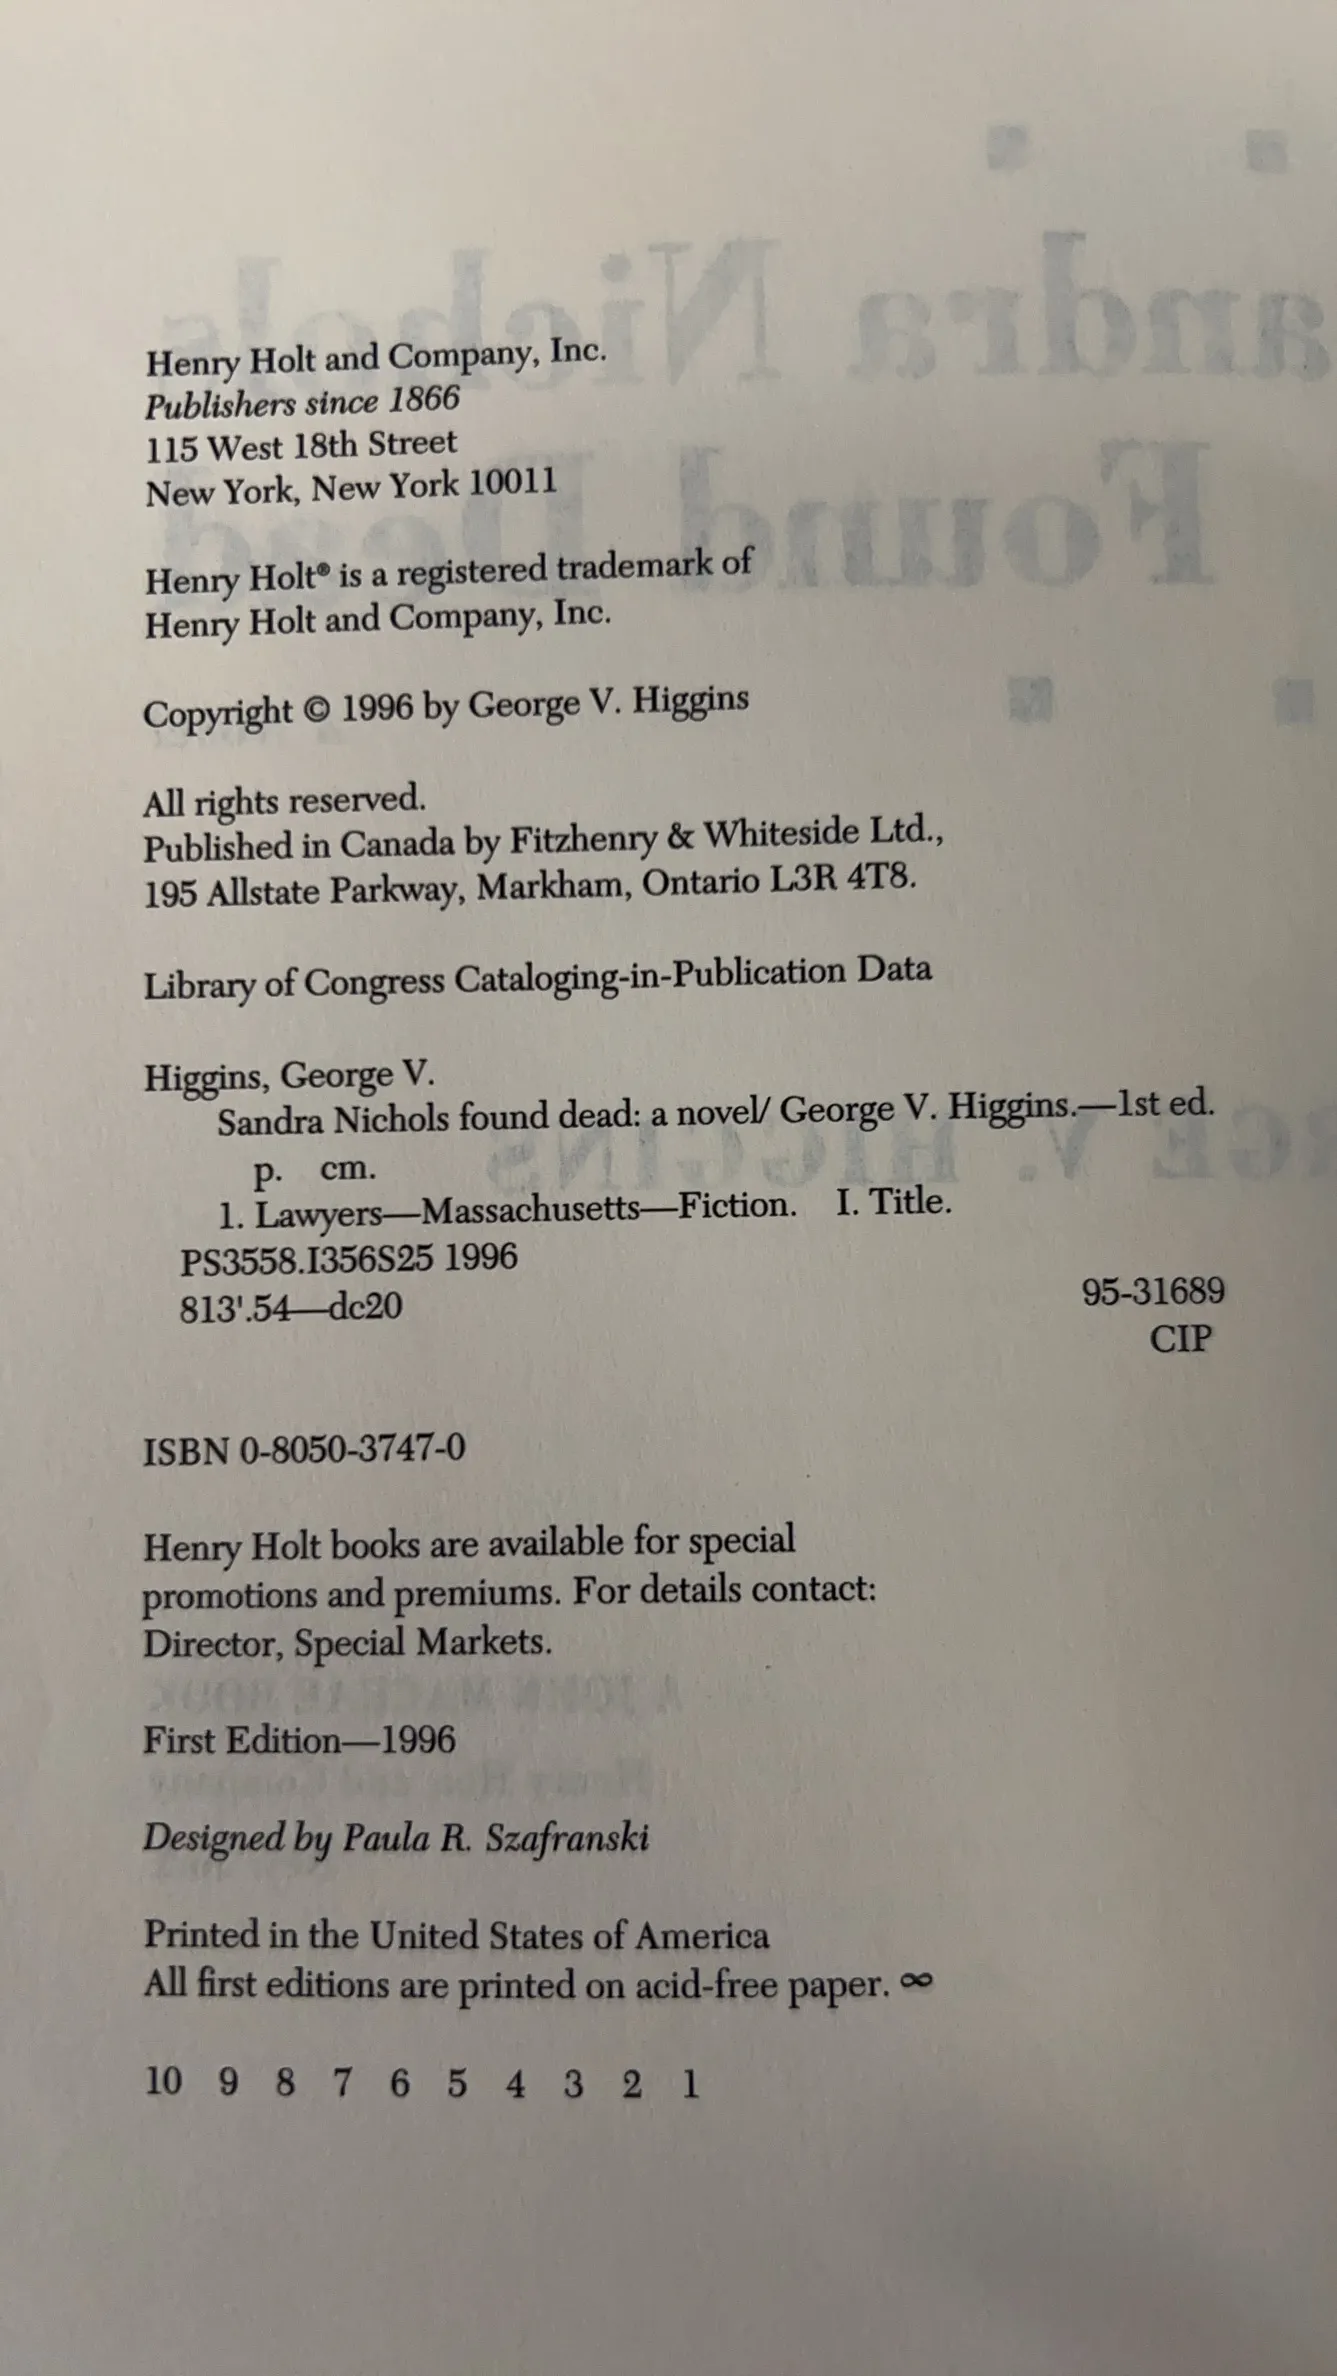 Henry Holt and Company, Inc.
Publishers since 1866
115 West 18th Street
New York, New York 10011
Henry Holt® is a registered trademark of
Henry Holt and Company, Inc.
Copyright © 1996 by George V. Higgins
All rights reserved.
Published in Canada by Fitzhenry & Whiteside Ltd.,
195 Allstate Parkway, Markham, Ontario L3R 4T8.
Library of Congress Cataloging-in-Publication Data
Higgins, George V.
Sandra Nichols found dead: a novel/ George V. Higgins.—1st ed.
p. cm.
1. Lawyers—Massachusetts—Fiction. I. Title.
PS3558.I356S25 1996
813'.54—dc20
95-31689
CIP
ISBN 0-8050-3747-0
Henry Holt books are available for special
promotions and premiums. For details contact:
Director, Special Markets.
First Edition—1996
Designed by Paula R. Szafranski
Printed in the United States of America
All first editions are printed on acid-free paper. ∞
10 9 8 7 6 5 4 3 2 1